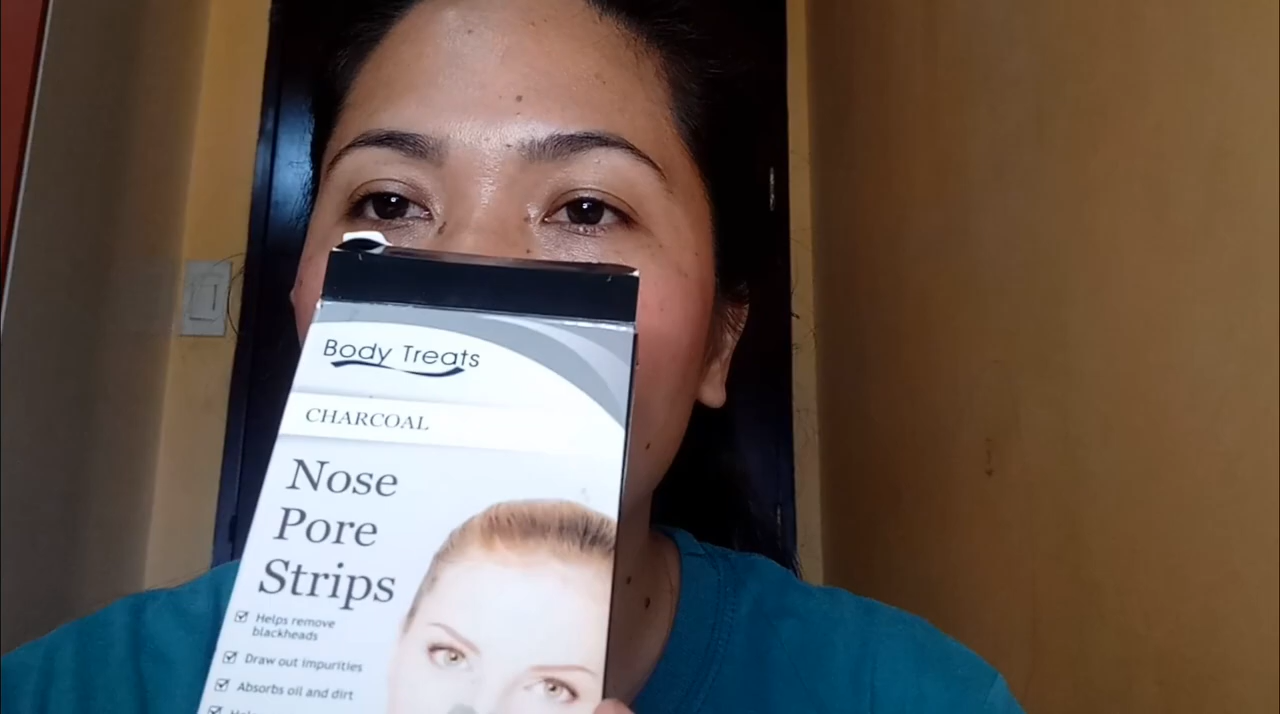 Body Treats
CHARCOAL
Nose
Pore
Strips
Helps remove
blackheads
Draw out impurities
Absorbs oil and dirt